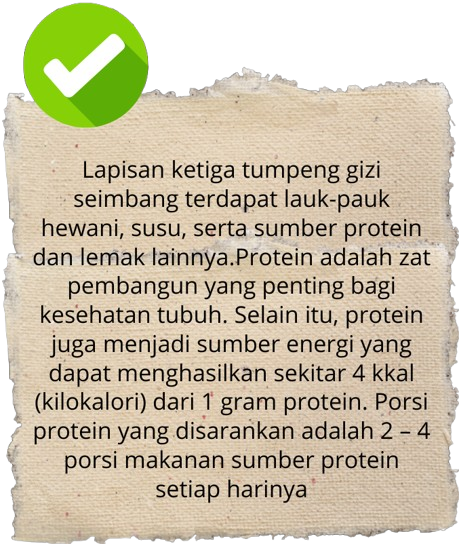 Lapisan ketiga tumpeng gizi
seimbang terdapat lauk-pauk
hewani, susu, serta sumber protein
dan lemak lainnya.Protein adalah zat
pembangun yang penting bagi
kesehatan tubuh. Selain itu, protein
juga menjadi sumber energi yang
dapat menghasilkan sekitar 4 kkal
(kilokalori) dari 1 gram protein. Porsi
protein yang disarankan adalah 2 – 4
porsi makanan sumber protein
setiap harinya